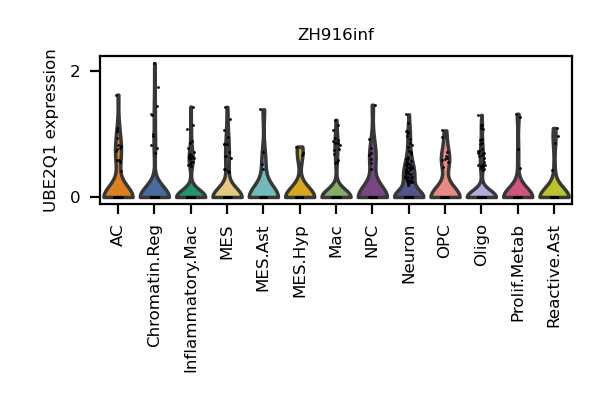 ZH916inf
UBE2Q1 expression
2
0
AC
Chromatin.Reg
Inflammatory.Mac
MES
MES.Ast
MES.Hyp
Mac
NPC
Neuron
OPC
Oligo
Prolif.Metab
Reactive.Ast